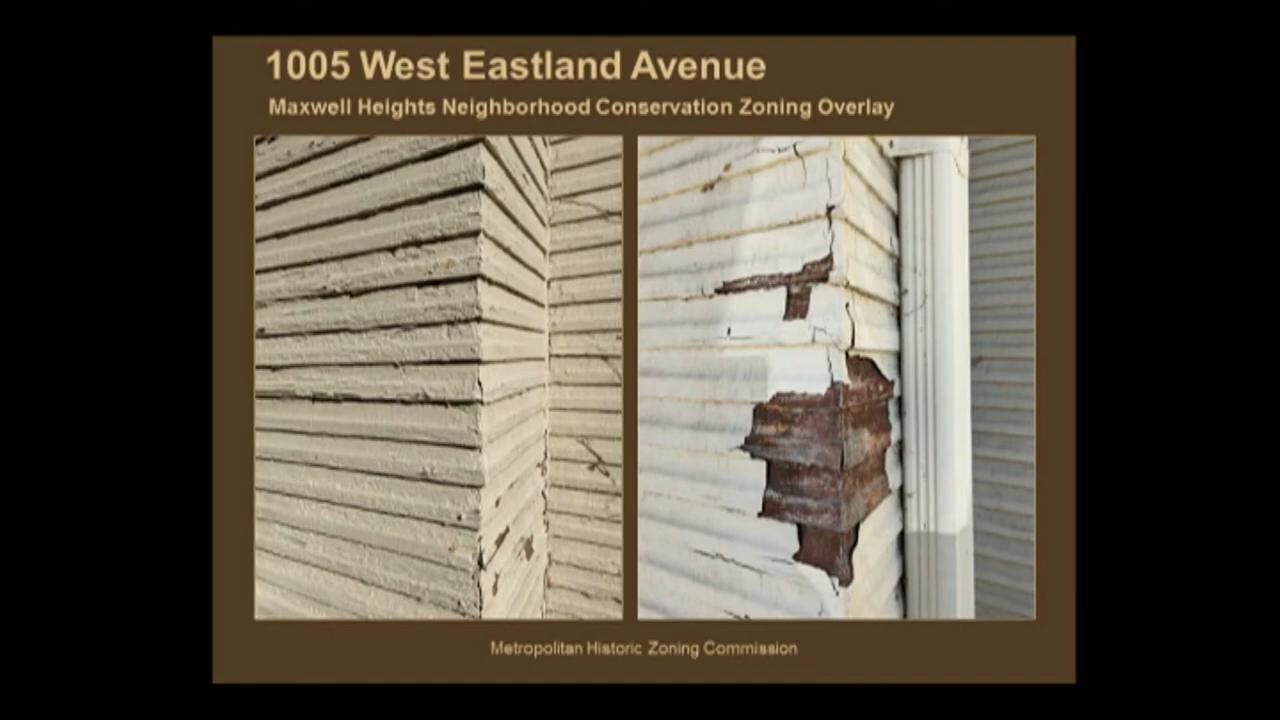 1005 West Eastland Avenue
Maxwell Heights Neighborhood Conservation Zoning Overlay
Metropolitan Historic Zoning Commission